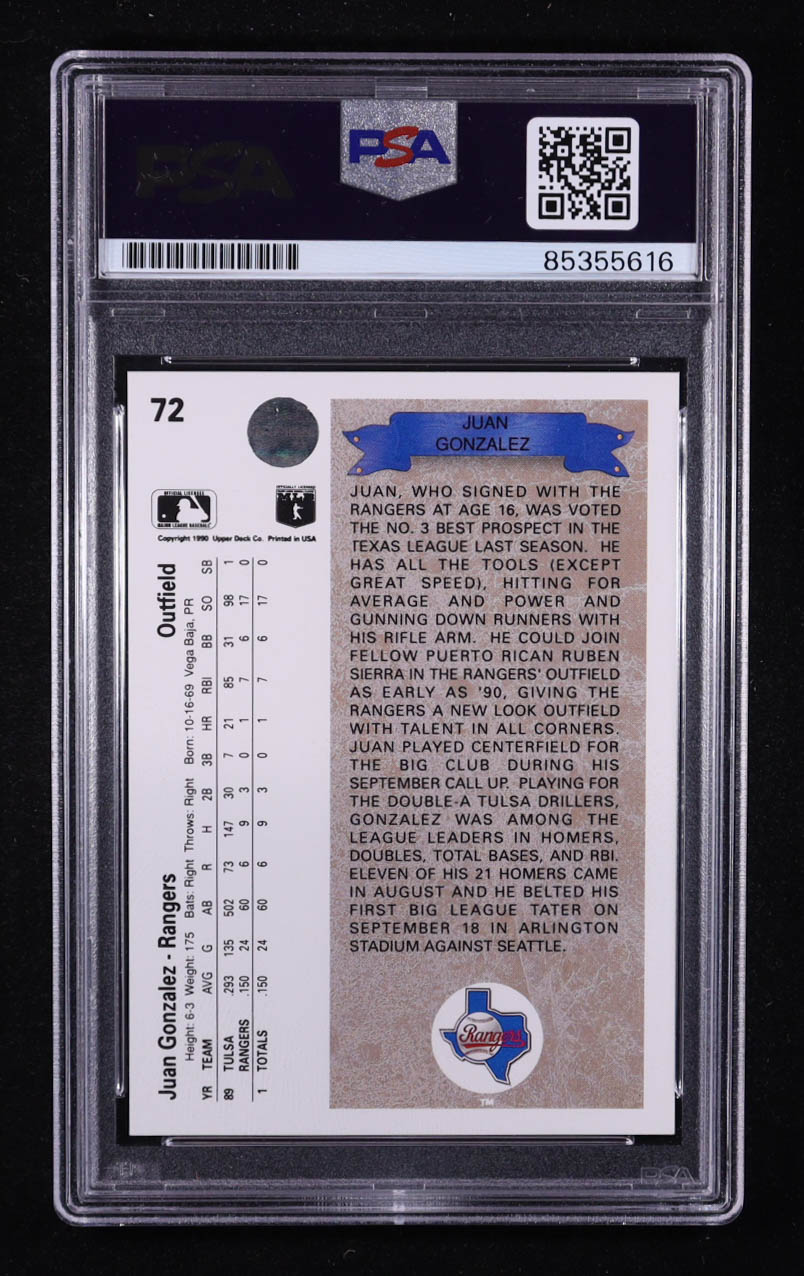 PSA
PSA
85355616
72
OFFICIAL LICENSEE
MAJOR LEAGUE BASEBALL
OFFICIALLY LICENSED
Copyright 1990 Upper Deck Co. Printed in USA
Juan Gonzalez - Rangers Outfield
Height: 6-3 Weight: 175 Bats: Right Throws: Right Born: 10-16-69 Vega Baja, PR
YR TEAM AVG G AB R H 2B 3B HR RBI BB SO SB
89 TULSA .293 135 502 73 147 30 7 21 85 31 98 1
RANGERS .150 24 60 6 9 3 0 1 7 6 17 0
1 TOTALS .150 24 60 6 9 3 0 1 7 6 17 0
JUAN
GONZALEZ
JUAN, WHO SIGNED WITH THE
RANGERS AT AGE 16, WAS VOTED
THE NO. 3 BEST PROSPECT IN THE
TEXAS LEAGUE LAST SEASON. HE
HAS ALL THE TOOLS (EXCEPT
GREAT SPEED), HITTING FOR
AVERAGE AND POWER AND
GUNNING DOWN RUNNERS WITH
HIS RIFLE ARM. HE COULD JOIN
FELLOW PUERTO RICAN RUBEN
SIERRA IN THE RANGERS' OUTFIELD
AS EARLY AS '90, GIVING THE
RANGERS A NEW LOOK OUTFIELD
WITH TALENT IN ALL CORNERS.
JUAN PLAYED CENTERFIELD FOR
THE BIG CLUB DURING HIS
SEPTEMBER CALL UP. PLAYING FOR
THE DOUBLE-A TULSA DRILLERS,
GONZALEZ WAS AMONG THE
LEAGUE LEADERS IN HOMERS,
DOUBLES, TOTAL BASES, AND RBI.
ELEVEN OF HIS 21 HOMERS CAME
IN AUGUST AND HE BELTED HIS
FIRST BIG LEAGUE TATER ON
SEPTEMBER 18 IN ARLINGTON
STADIUM AGAINST SEATTLE.
Rangers
TM
PSA